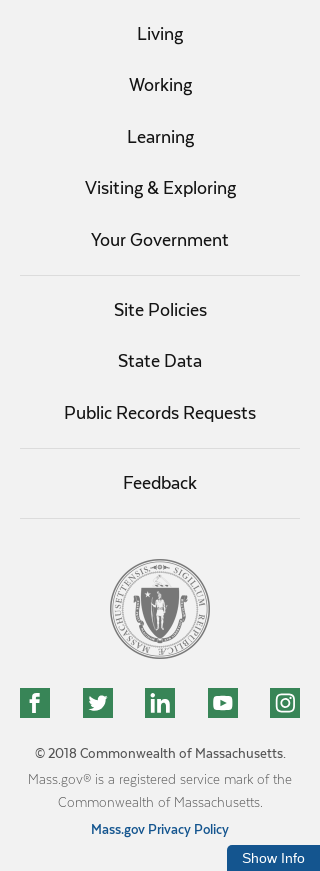 Living
Working
Learning
Visiting & Exploring
Your Government
Site Policies
State Data
Public Records Requests
Feedback
SIGILLUM REIPUBLICÆ MASSACHUSETTENSIS.
© 2018 Commonwealth of Massachusetts.
Mass.gov® is a registered service mark of the
Commonwealth of Massachusetts.
Mass.gov Privacy Policy
Show Info